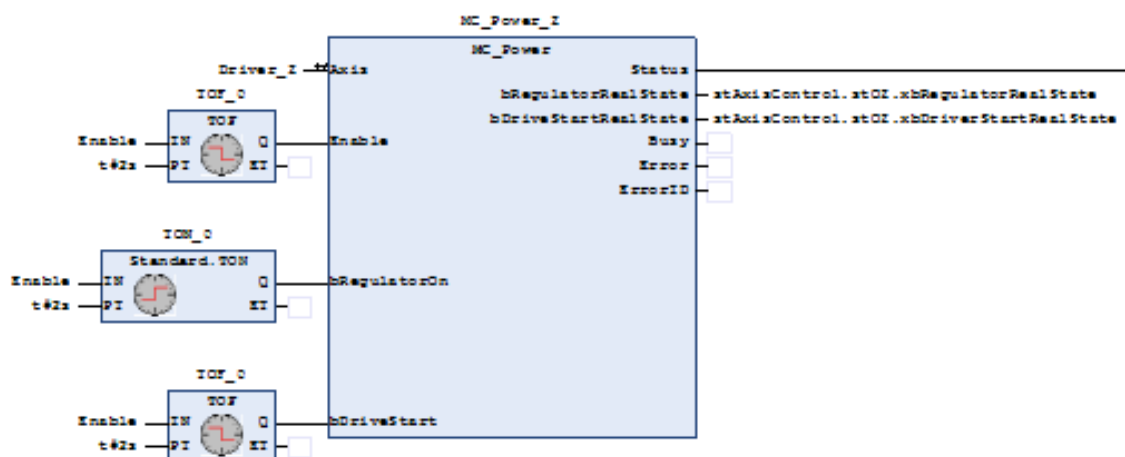 MC_Power_Z
MC_Power
Driver_Z Axis Status
bRegulatorRealState stAxisControl.stOZ.xbRegulatorRealState
bDriveStartRealState stAxisControl.stOZ.xbDriverStartRealState
TOF_0
TOF
Enable IN Q Enable Busy
t#2s PT ET Error
ErrorID
TON_0
Standard.TON
Enable IN Q bRegulatorOn
t#2s PT ET
TOF_0
TOF
Enable IN Q bDriveStart
t#2s PT ET